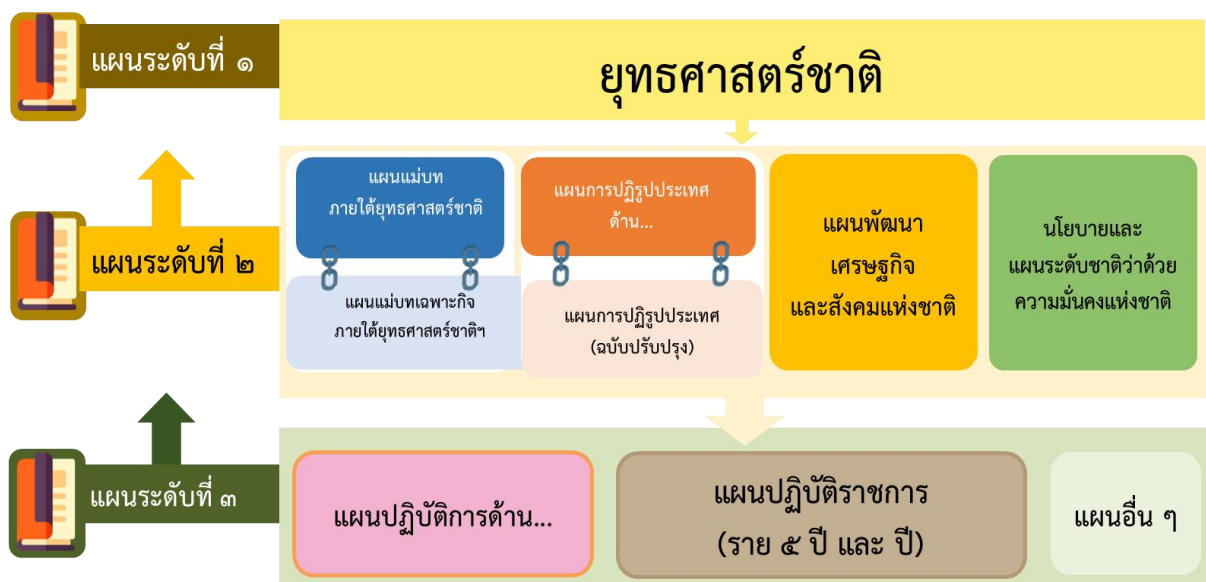 แผนระดับที่ ๑
ยุทธศาสตร์ชาติ
แผนระดับที่ ๒
แผนแม่บท
ภายใต้ยุทธศาสตร์ชาติ
แผนแม่บทเฉพาะกิจ
ภายใต้ยุทธศาสตร์ชาติฯ
แผนการปฏิรูปประเทศ
ด้าน...
แผนการปฏิรูปประเทศ
(ฉบับปรับปรุง)
แผนพัฒนา
เศรษฐกิจ
และสังคมแห่งชาติ
นโยบายและ
แผนระดับชาติว่าด้วย
ความมั่นคงแห่งชาติ
แผนระดับที่ ๓
แผนปฏิบัติการด้าน...
แผนปฏิบัติราชการ
(ราย ๕ ปี และ ปี)
แผนอื่น ๆ